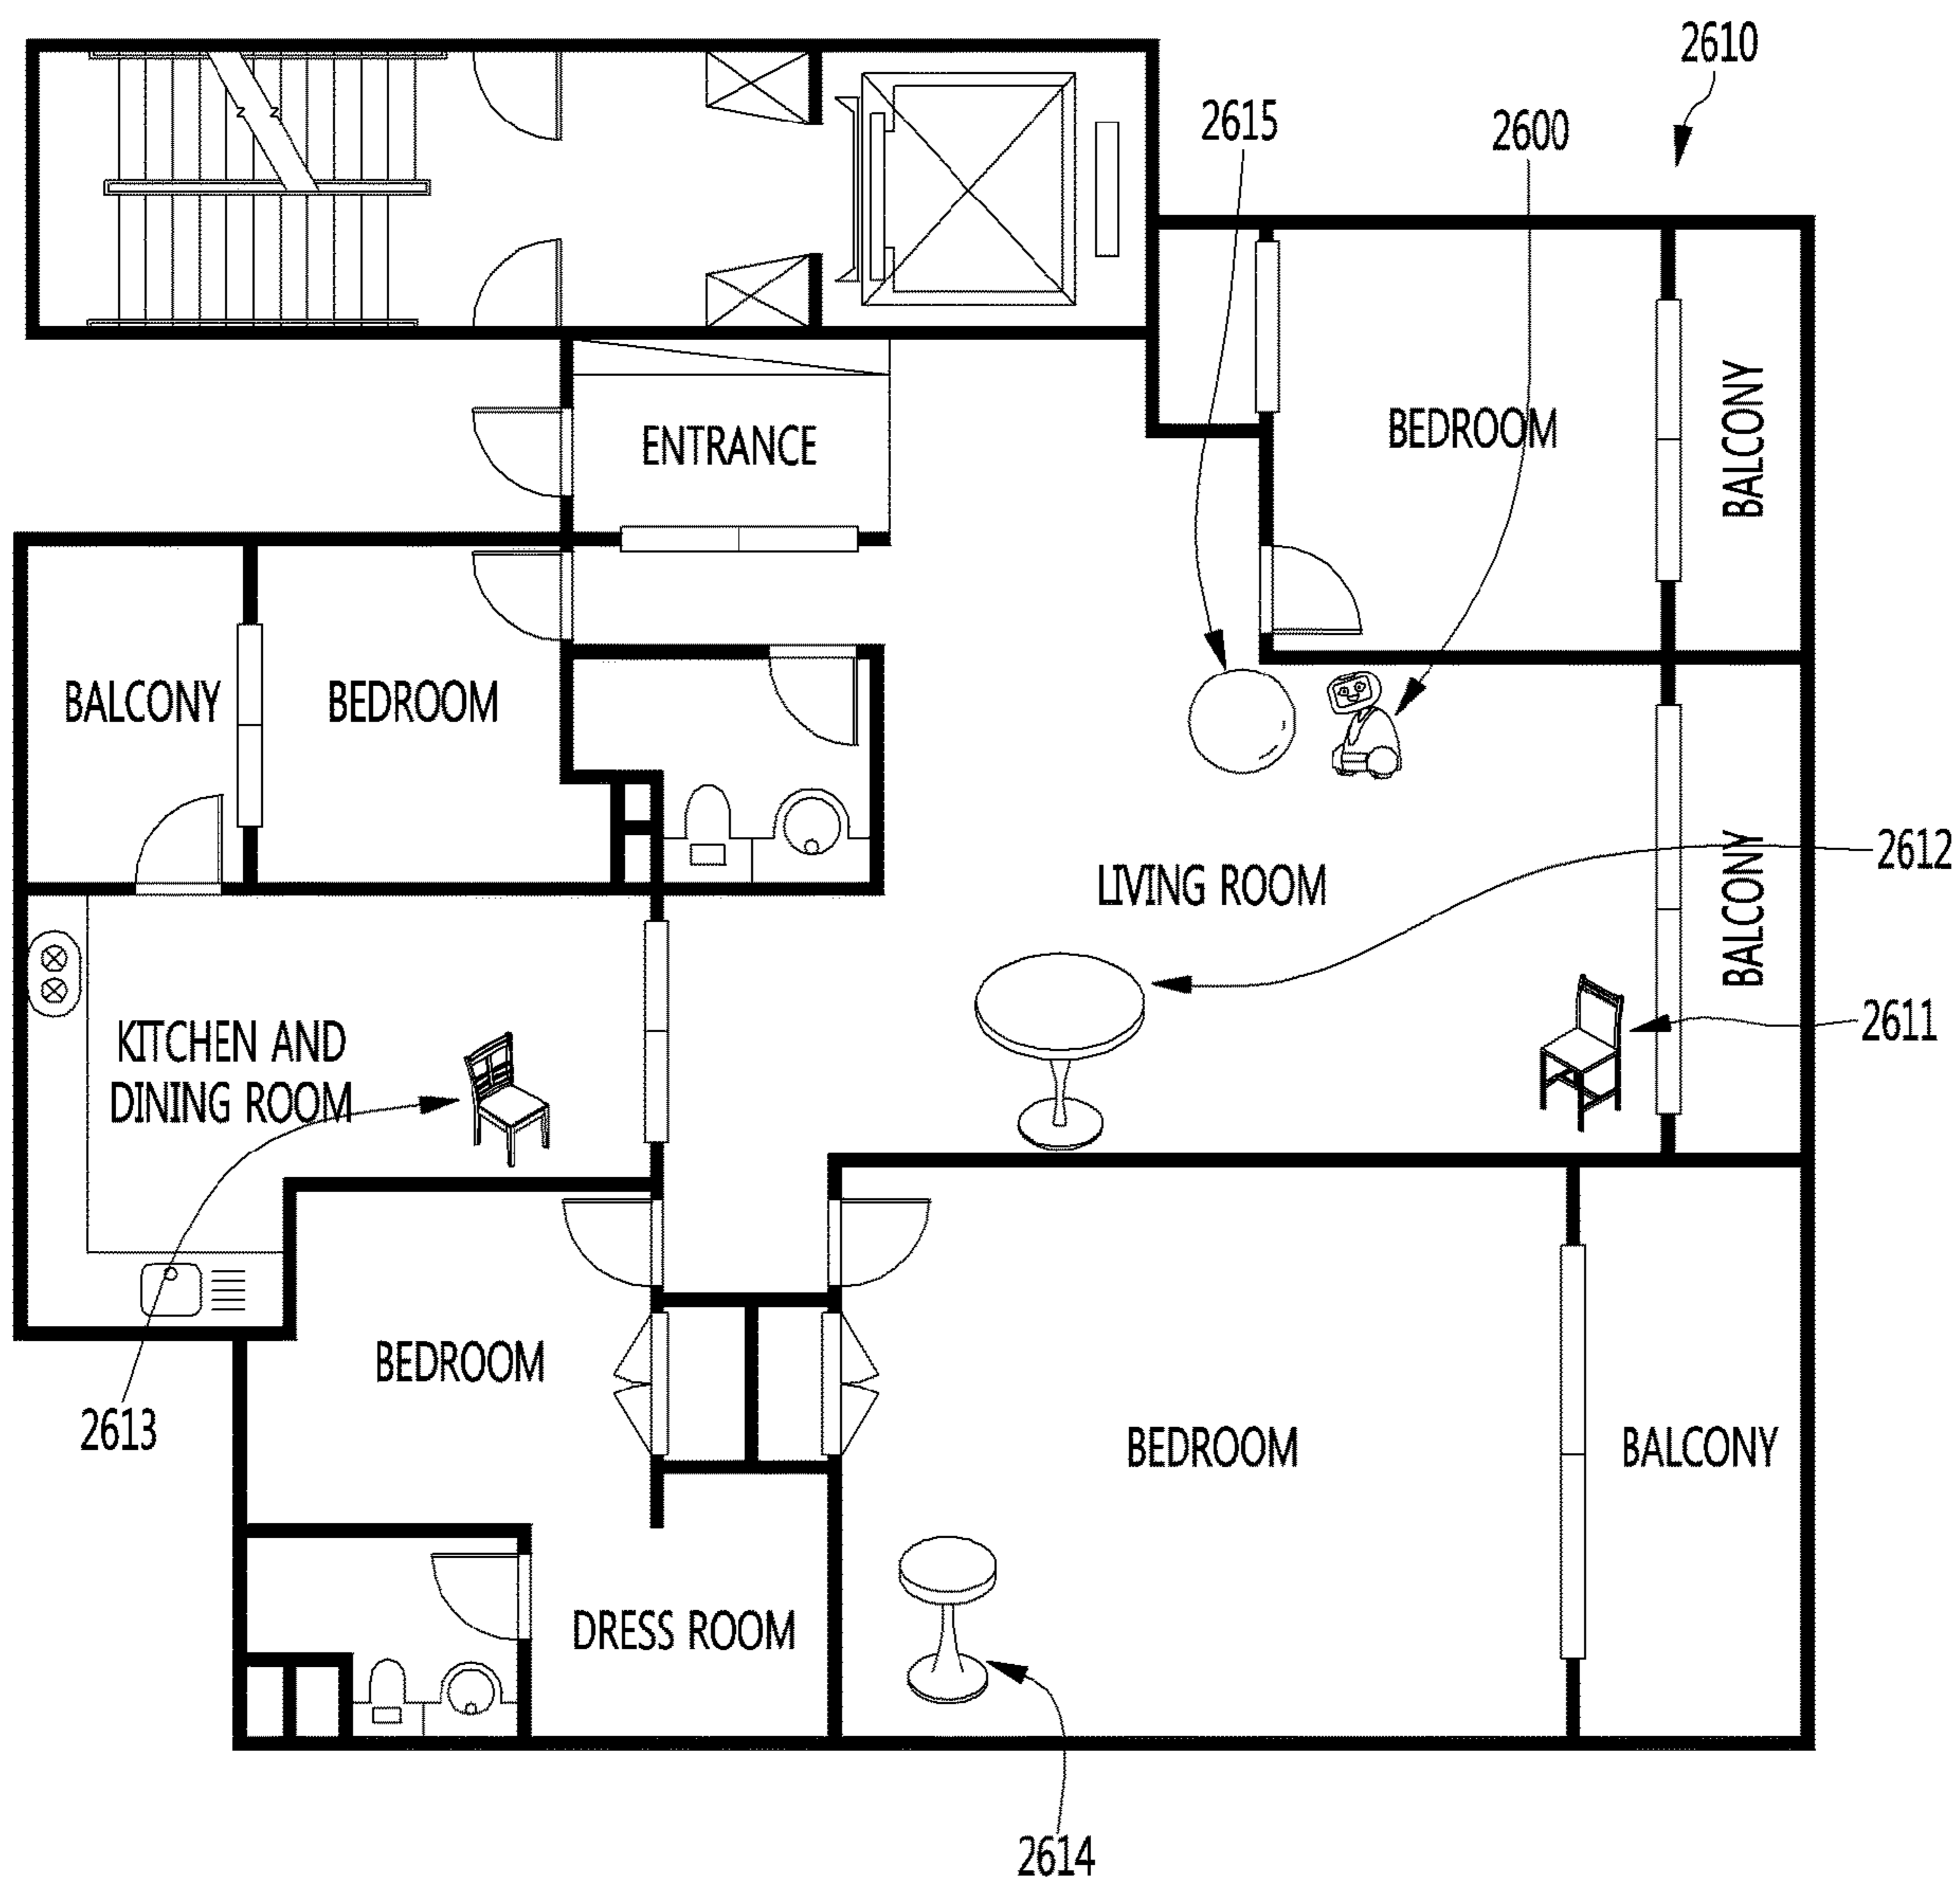 2610
2615
2600
BEDROOM
BALCONY
ENTRANCE
BALCONY
BEDROOM
LIVING ROOM
BALCONY
2612
2611
KITCHEN AND
DINING ROOM
2613
BEDROOM
BEDROOM
BALCONY
DRESS ROOM
2614